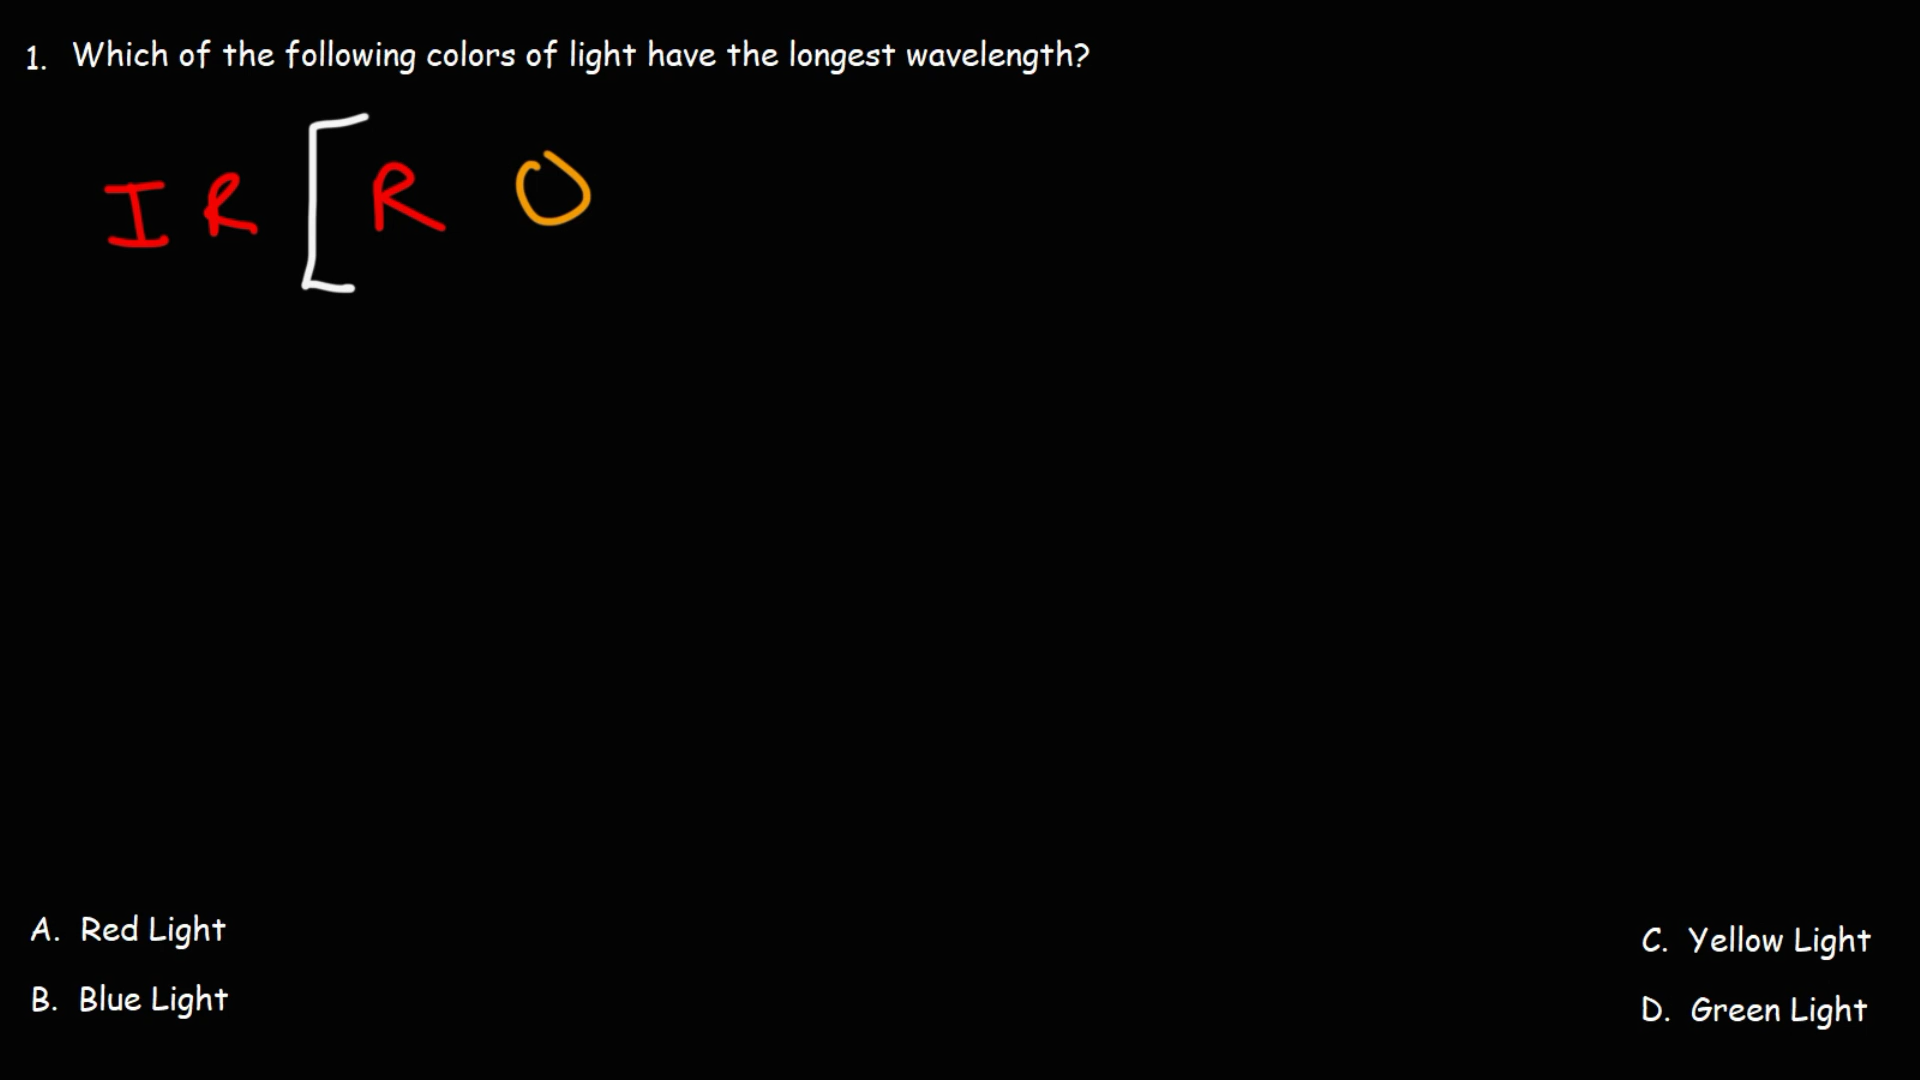 1. Which of the following colors of light have the longest wavelength?
IR [ R O
A. Red Light
B. Blue Light
C. Yellow Light
D. Green Light